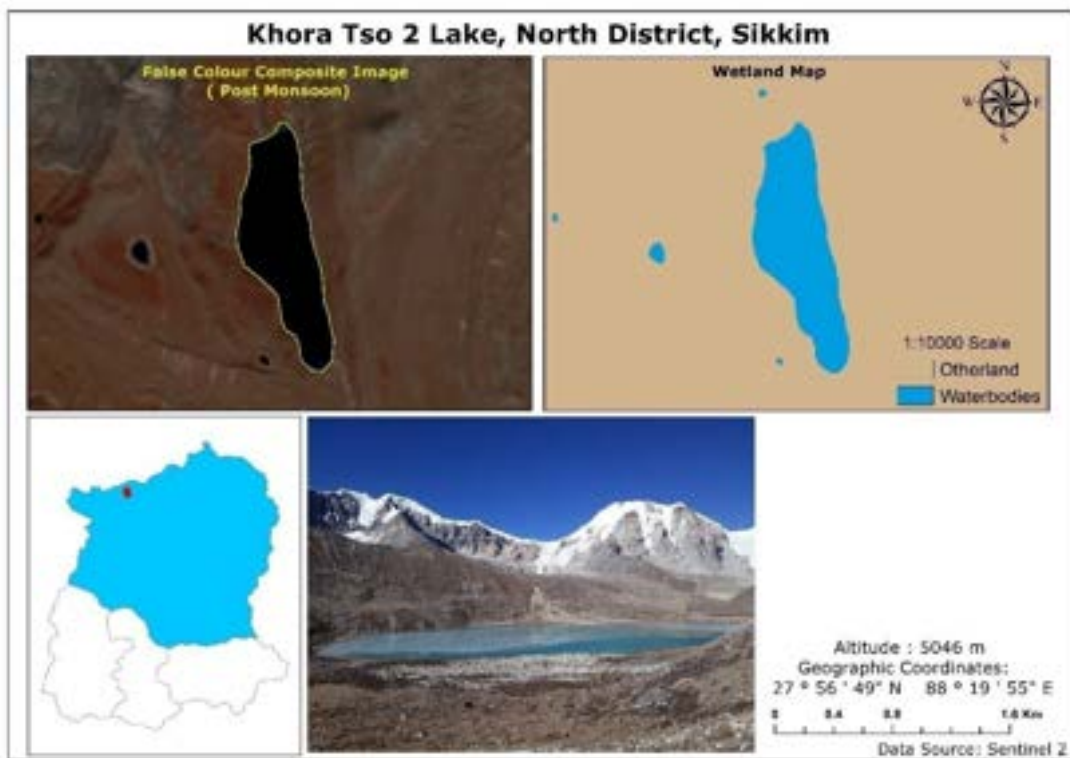 Khora Tso 2 Lake, North District, Sikkim
False Colour Composite Image
( Post Monsoon)
Wetland Map
N
W E
S
1:10000 Scale
Otherland
Waterbodies
Altitude : 5046 m
Geographic Coordinates:
27 ° 56 ' 49" N 88 ° 19 ' 55" E
0 0.4 0.8 1.6 Km
Data Source: Sentinel 2